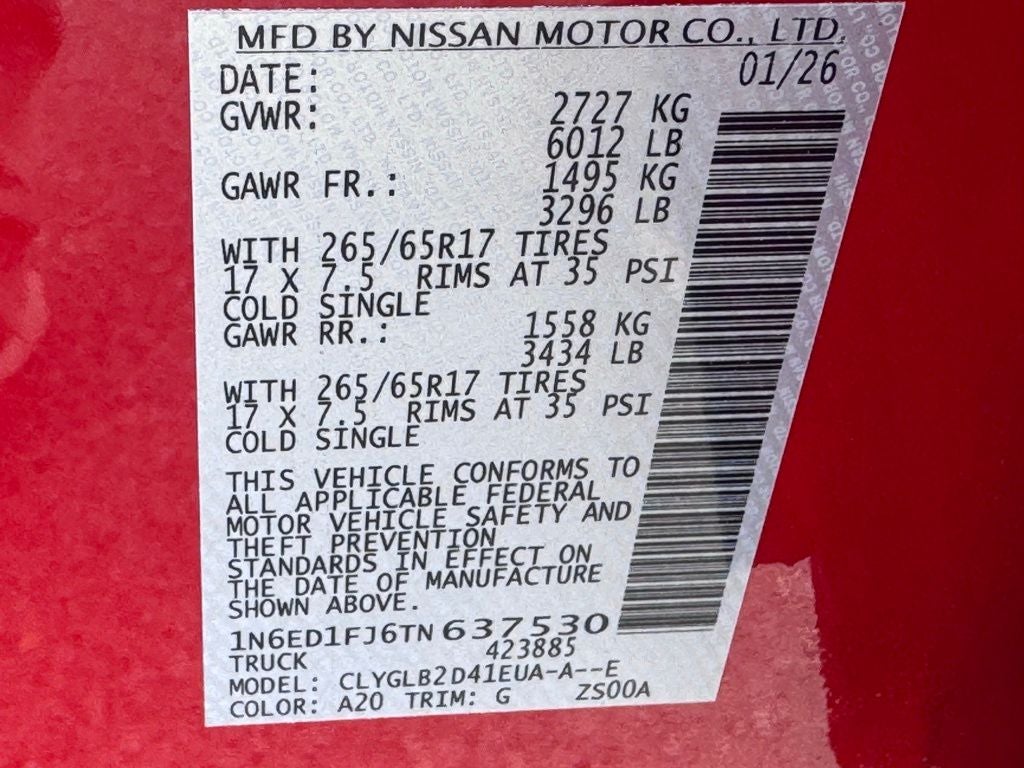 MFD BY NISSAN MOTOR CO., LTD.
DATE: 01/26
GVWR: 2727 KG
6012 LB
GAWR FR.: 1495 KG
3296 LB
WITH 265/65R17 TIRES
17 X 7.5 RIMS AT 35 PSI
COLD SINGLE
GAWR RR.: 1558 KG
3434 LB
WITH 265/65R17 TIRES
17 X 7.5 RIMS AT 35 PSI
COLD SINGLE
THIS VEHICLE CONFORMS TO
ALL APPLICABLE FEDERAL
MOTOR VEHICLE SAFETY AND
THEFT PREVENTION
STANDARDS IN EFFECT ON
THE DATE OF MANUFACTURE
SHOWN ABOVE.
1N6ED1FJ6TN637530
TRUCK 423885
MODEL: CLYGLB2D41EUA-A--E
COLOR: A20 TRIM: G ZS00A